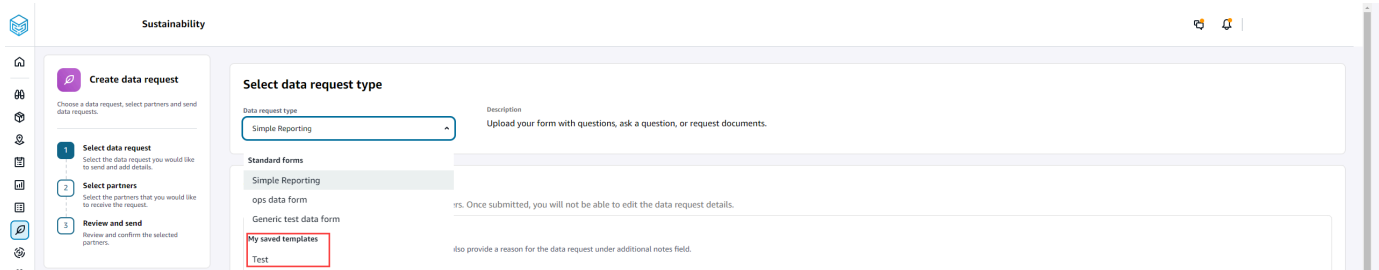 Sustainability
Create data request
Choose a data request, select partners and send
data requests.
1
Select data request
Select the data request you would like
to send and add details.
2
Select partners
Select the partners that you would like
to receive the request.
3
Review and send
Review and confirm the selected
partners.
Select data request type
Data request type
Simple Reporting
Description
Upload your form with questions, ask a question, or request documents.
Standard forms
Simple Reporting
ops data form
Generic test data form
My saved templates
Test
rs. Once submitted, you will not be able to edit the data request details.
lso provide a reason for the data request under additional notes field.